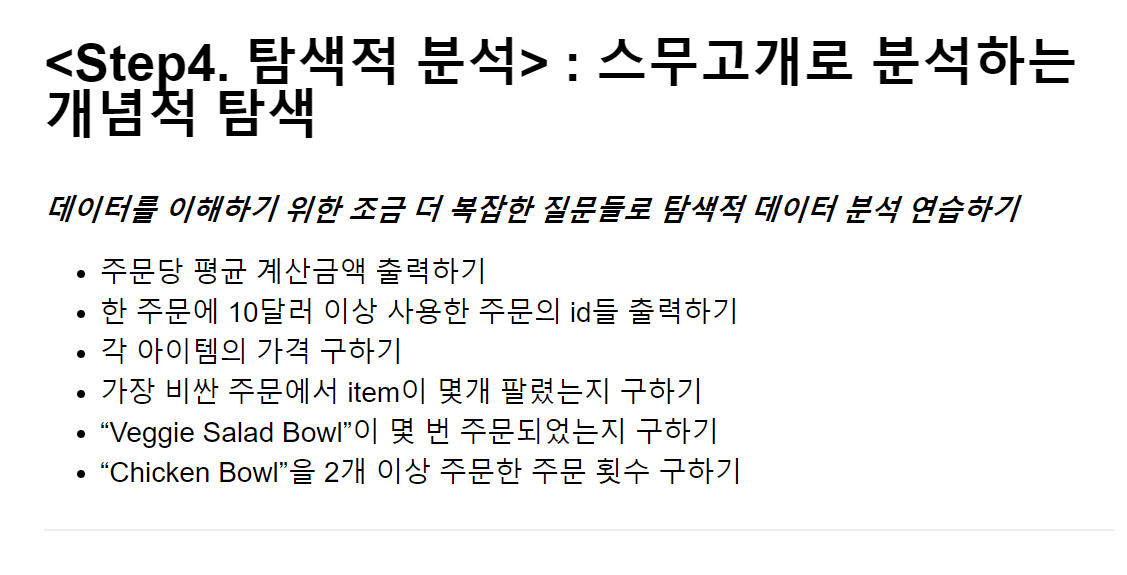 <Step4. 탐색적 분석> : 스무고개로 분석하는
개념적 탐색
데이터를 이해하기 위한 조금 더 복잡한 질문들로 탐색적 데이터 분석 연습하기
• 주문당 평균 계산금액 출력하기
• 한 주문에 10달러 이상 사용한 주문의 id들 출력하기
• 각 아이템의 가격 구하기
• 가장 비싼 주문에서 item이 몇개 팔렸는지 구하기
• “Veggie Salad Bowl”이 몇 번 주문되었는지 구하기
• “Chicken Bowl”을 2개 이상 주문한 주문 횟수 구하기